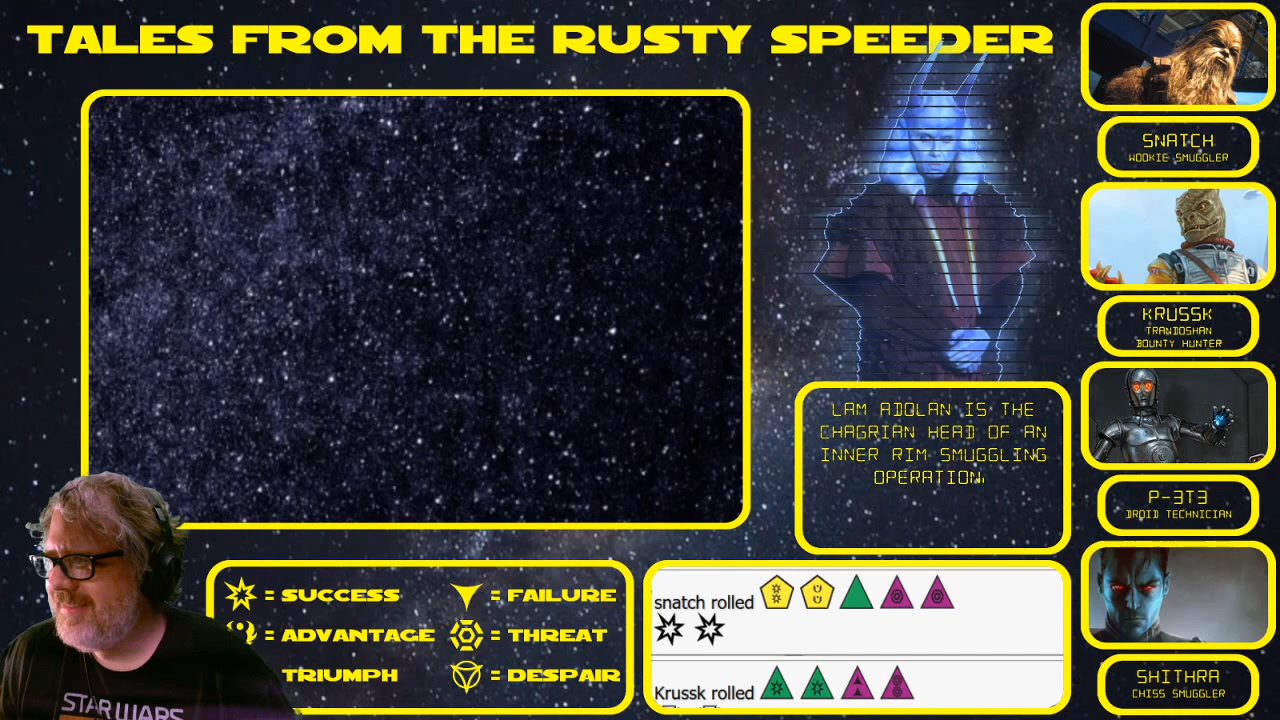 TALES FROM THE RUSTY SPEEDER
SNATCH
WOOKIE SMUGGLER
KRUSSK
TRANDOSHAN
BOUNTY HUNTER
LAM ADOLAN IS THE
CHAGRIAN HEAD OF AN
INNER RIM SMUGGLING
OPERATION.
P-3T3
DROID TECHNICIAN
= SUCCESS
= FAILURE
= ADVANTAGE
= THREAT
TRIUMPH
= DESPAIR
snatch rolled
Krussk rolled
SHITHRA
CHISS SMUGGLER
STAR WARS